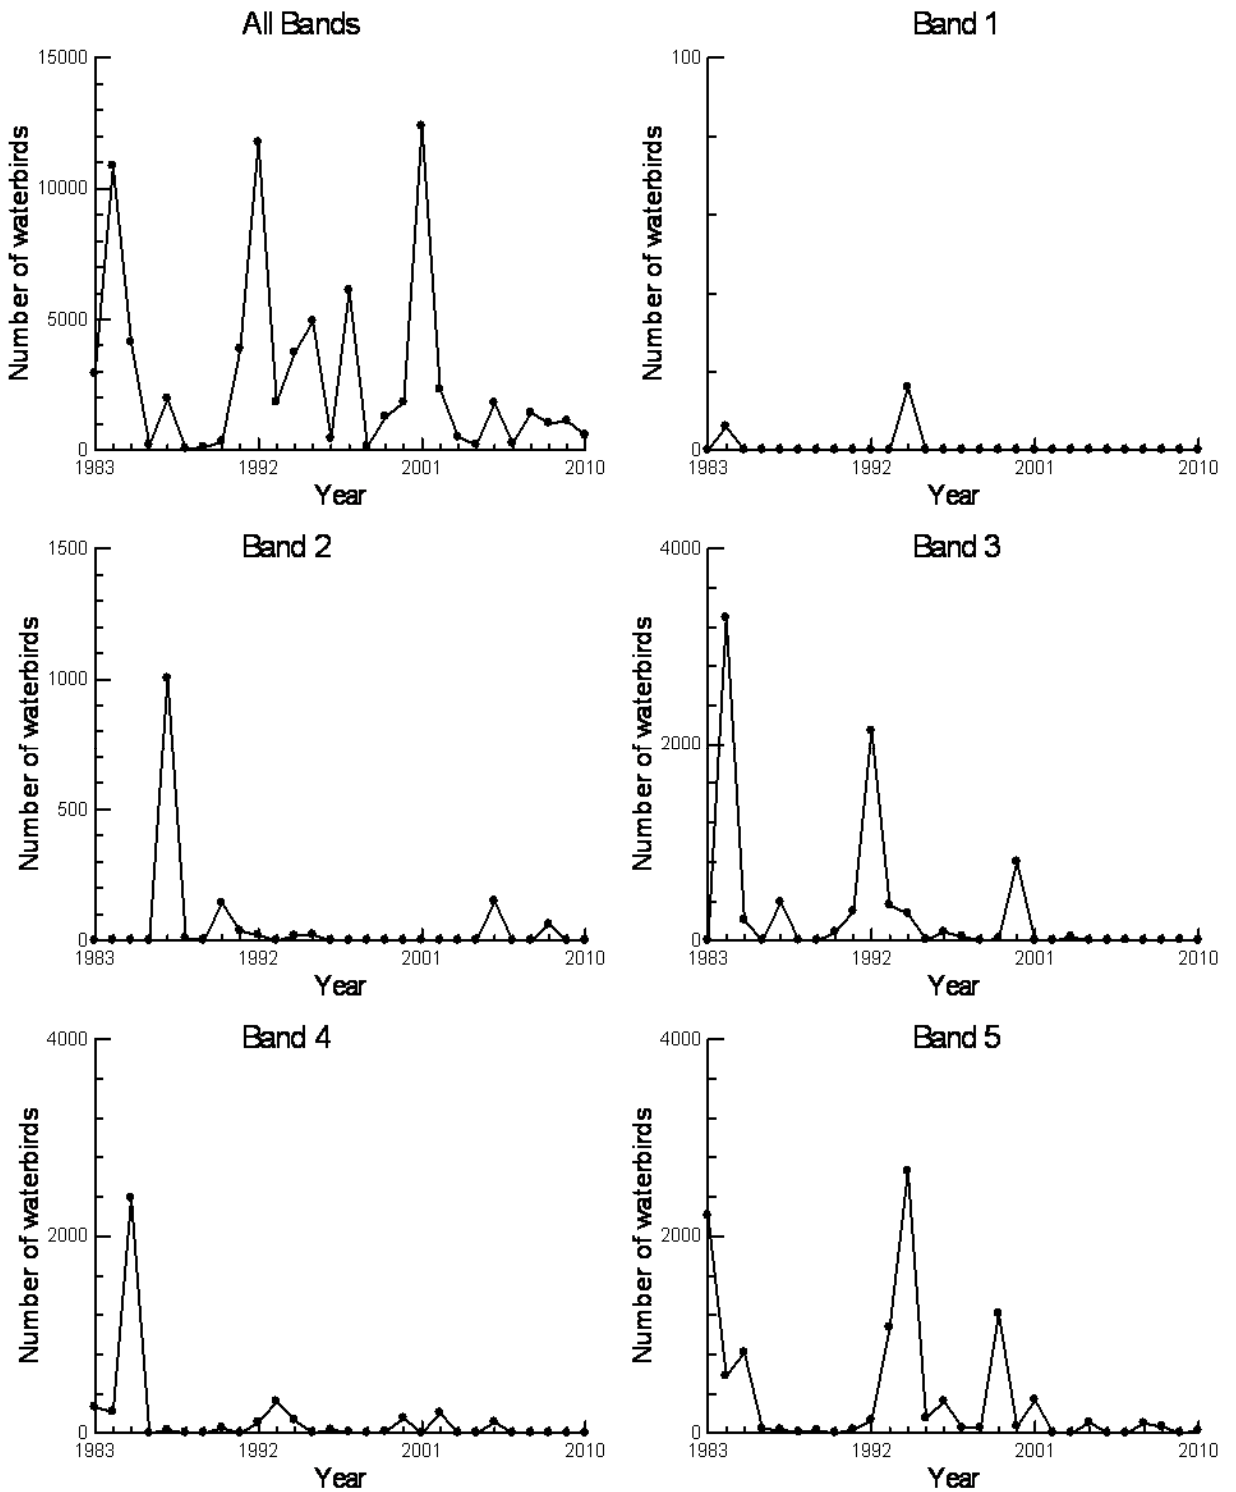 All Bands
15000
10000
5000
0
Number of waterbirds
1983 1992 2001 2010
Year
Band 1
100
0
Number of waterbirds
1983 1992 2001 2010
Year
Band 2
1500
1000
500
0
Number of waterbirds
1983 1992 2001 2010
Year
Band 3
4000
2000
0
Number of waterbirds
1983 1992 2001 2010
Year
Band 4
4000
2000
0
Number of waterbirds
1983 1992 2001 2010
Year
Band 5
4000
2000
0
Number of waterbirds
1983 1992 2001 2010
Year